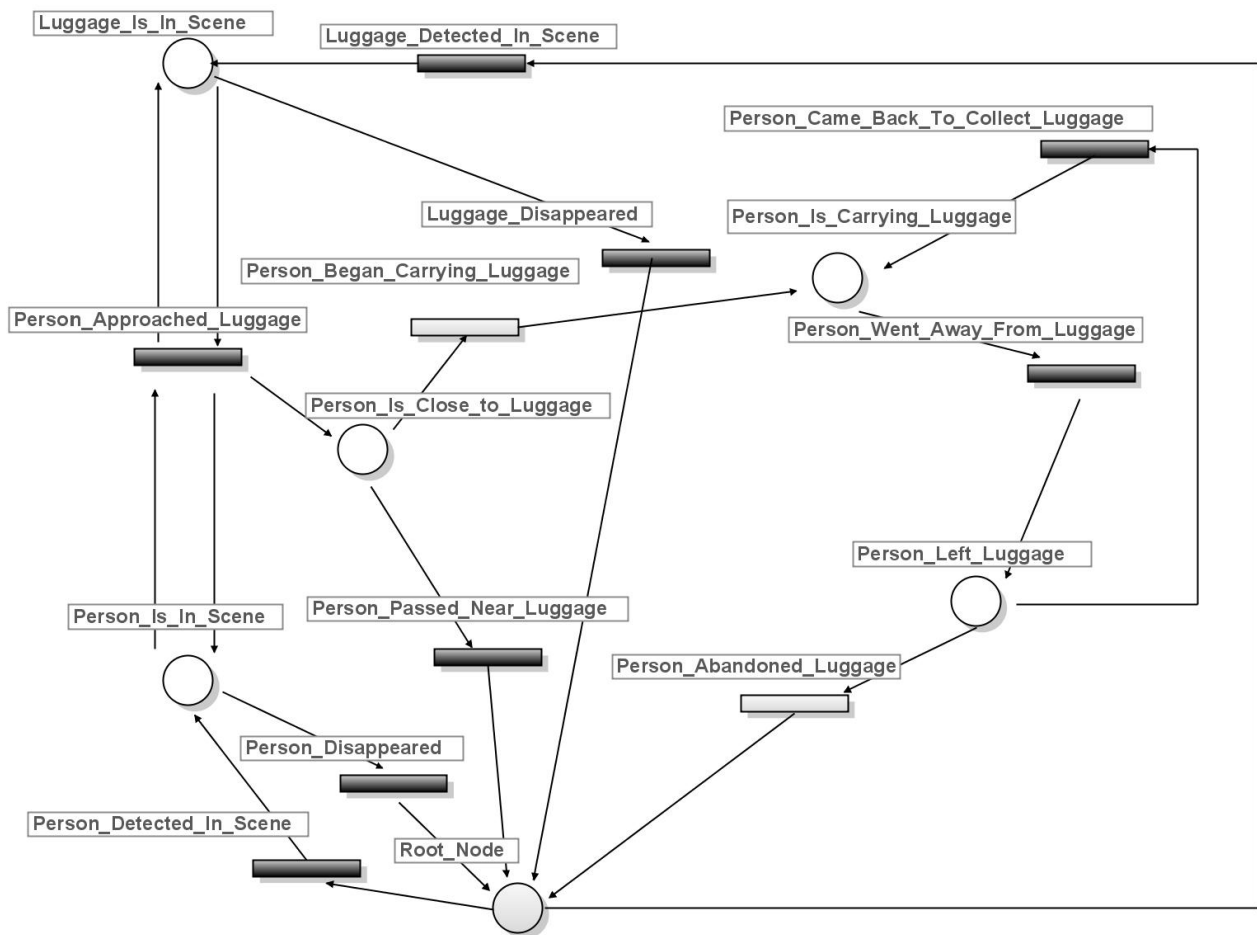 Luggage_Is_In_Scene
Luggage_Detected_In_Scene
Person_Came_Back_To_Collect_Luggage
Luggage_Disappeared
Person_Is_Carrying_Luggage
Person_Began_Carrying_Luggage
Person_Approached_Luggage
Person_Went_Away_From_Luggage
Person_Is_Close_to_Luggage
Person_Left_Luggage
Person_Is_In_Scene
Person_Passed_Near_Luggage
Person_Abandoned_Luggage
Person_Disappeared
Person_Detected_In_Scene
Root_Node